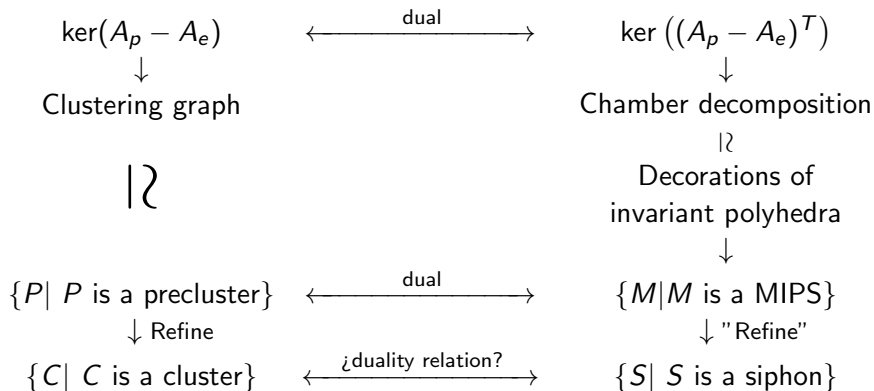 ker(A_p − A_e) ←dual→ ker ((A_p − A_e)^T)
↓ ↓
Clustering graph Chamber decomposition
≀| |≀
Decorations of
invariant polyhedra
↓
{P| P is a precluster} ←dual→ {M|M is a MIPS}
↓ Refine ↓ "Refine"
{C| C is a cluster} ←¿duality relation?→ {S| S is a siphon}